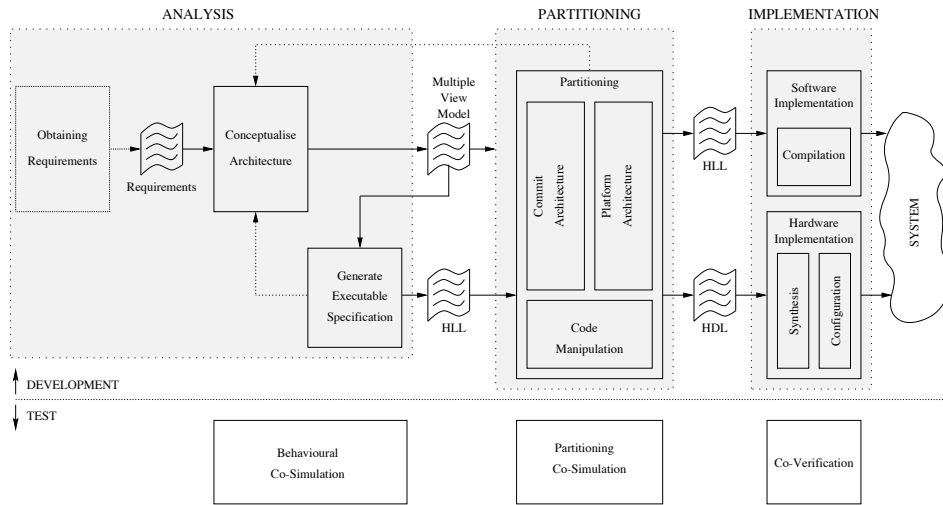 ANALYSIS
PARTITIONING
IMPLEMENTATION
Obtaining
Requirements
Requirements
Conceptualise
Architecture
Multiple
View
Model
Generate
Executable
Specification
HLL
Partitioning
Commit
Architecture
Platform
Architecture
Code
Manipulation
HLL
HDL
Software
Implementation
Compilation
Hardware
Implementation
Synthesis
Configuration
SYSTEM
DEVELOPMENT
TEST
Behavioural
Co-Simulation
Partitioning
Co-Simulation
Co-Verification